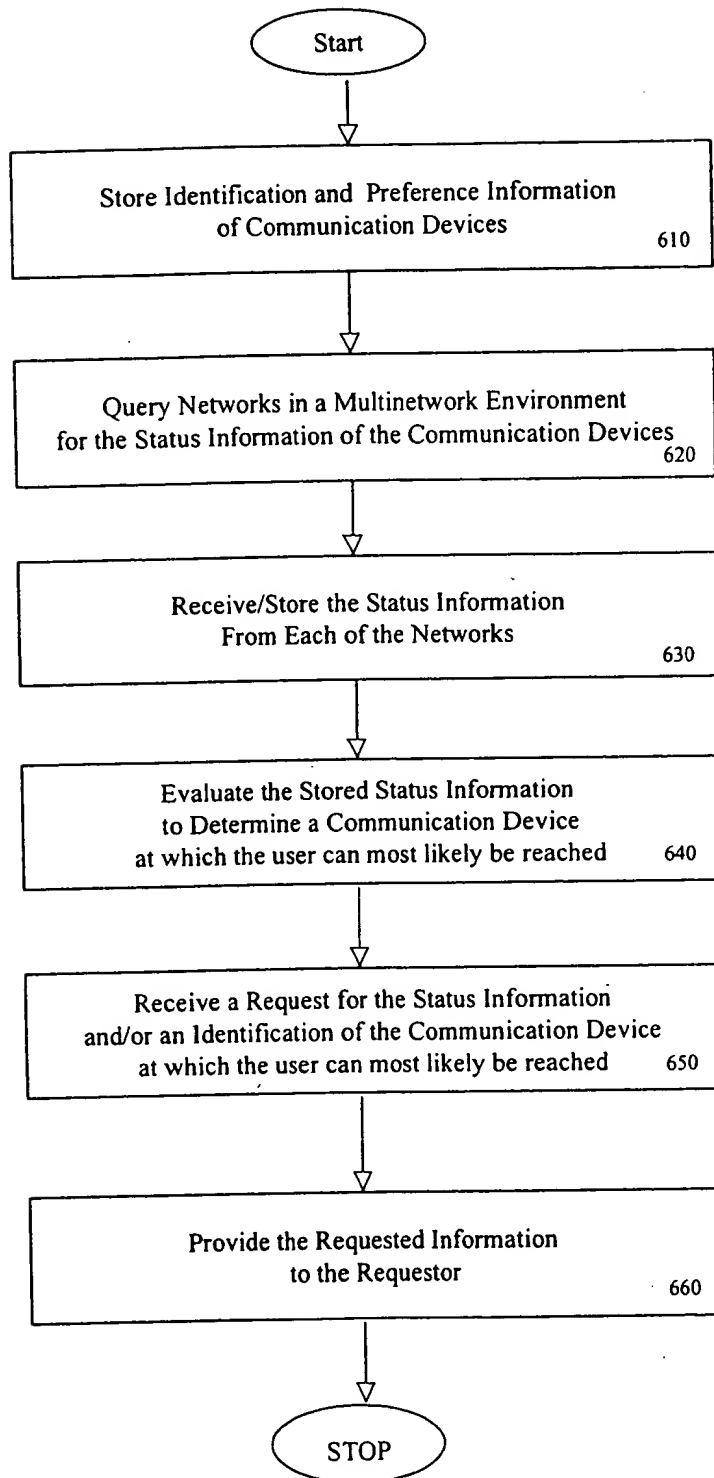 Start
Store Identification and Preference Information
of Communication Devices
610
Query Networks in a Multinetwork Environment
for the Status Information of the Communication Devices
620
Receive/Store the Status Information
From Each of the Networks
630
Evaluate the Stored Status Information
to Determine a Communication Device
at which the user can most likely be reached 640
Receive a Request for the Status Information
and/or an Identification of the Communication Device
at which the user can most likely be reached 650
Provide the Requested Information
to the Requestor
660
STOP